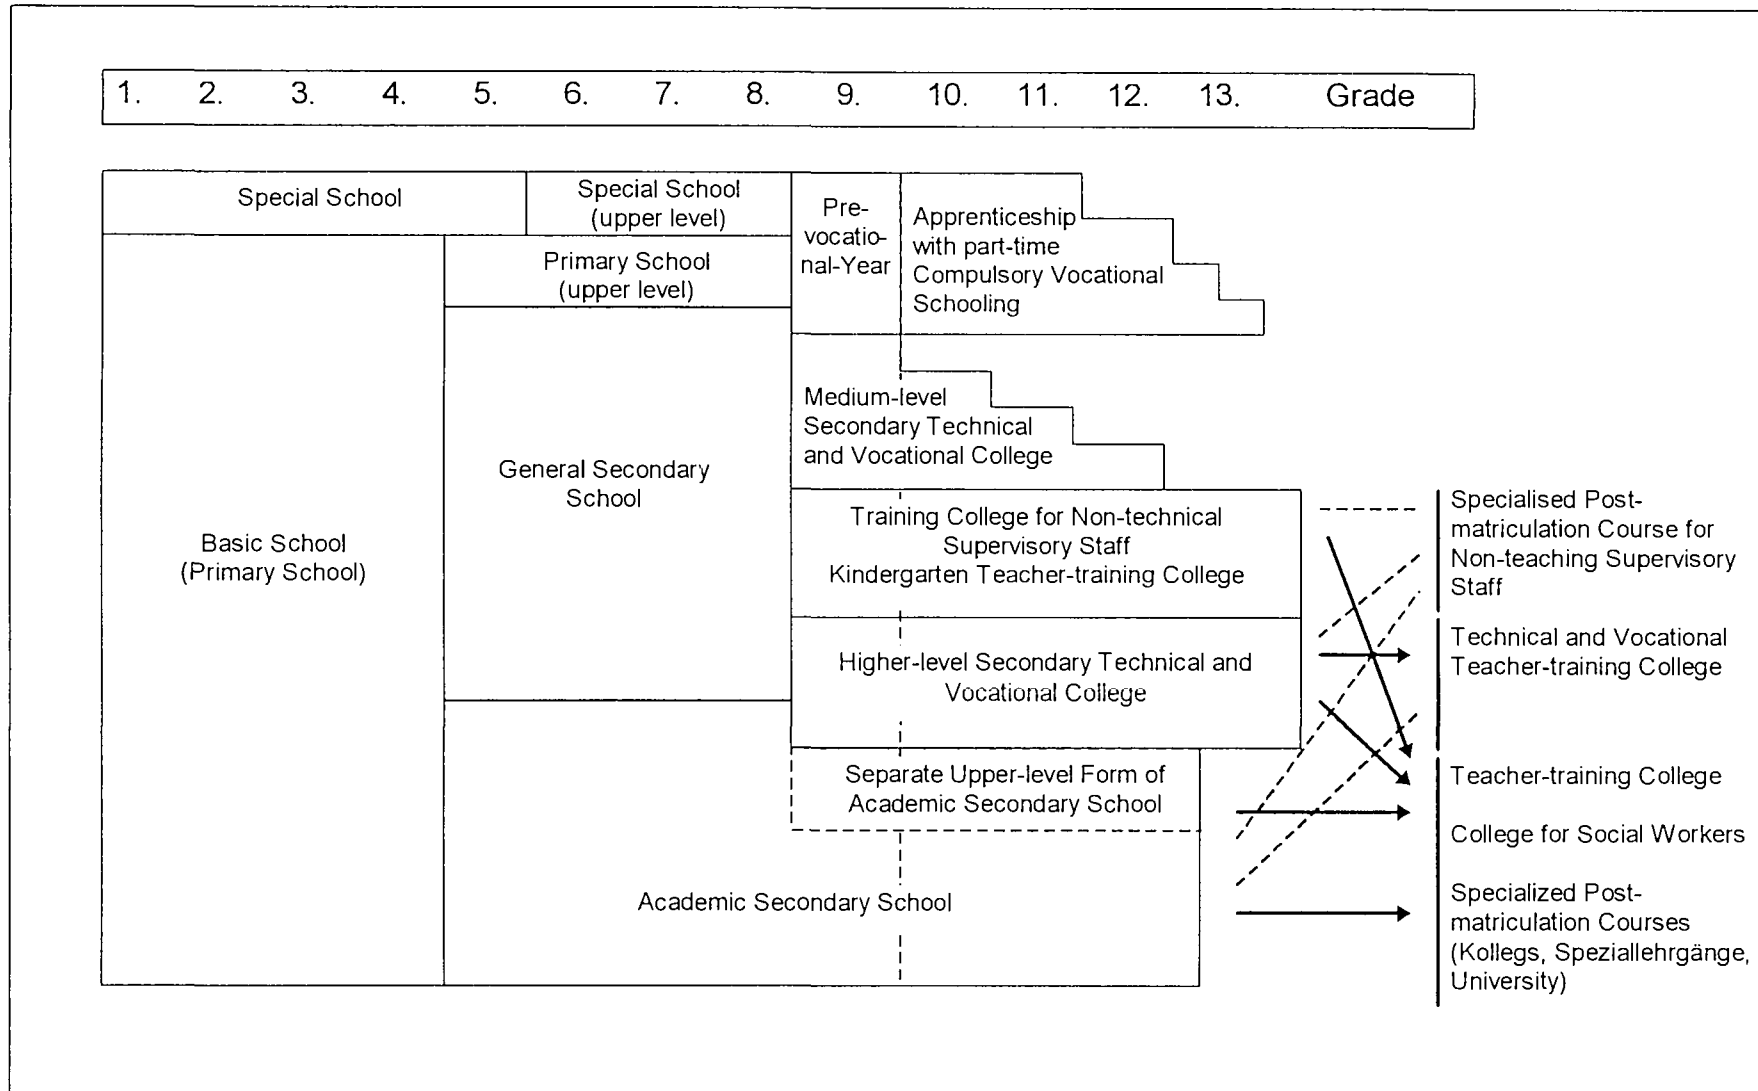 1. 2. 3. 4. 5. 6. 7. 8. 9. 10. 11. 12. 13. Grade
Special School
Special School
(upper level)
Pre-
vocatio-
nal-Year
Apprenticeship
with part-time
Compulsory Vocational
Schooling
Primary School
(upper level)
Medium-level
Secondary Technical
and Vocational College
General Secondary
School
Basic School
(Primary School)
Training College for Non-technical
Supervisory Staff
Kindergarten Teacher-training College
Higher-level Secondary Technical and
Vocational College
Separate Upper-level Form of
Academic Secondary School
Academic Secondary School
Specialised Post-
matriculation Course for
Non-teaching Supervisory
Staff
Technical and Vocational
Teacher-training College
Teacher-training College
College for Social Workers
Specialized Post-
matriculation Courses
(Kollegs, Speziallehrgänge,
University)